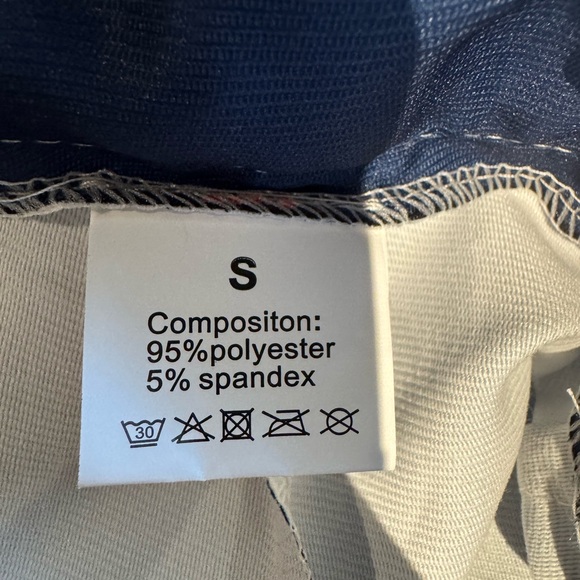 S
Compositon:
95%polyester
5% spandex
30